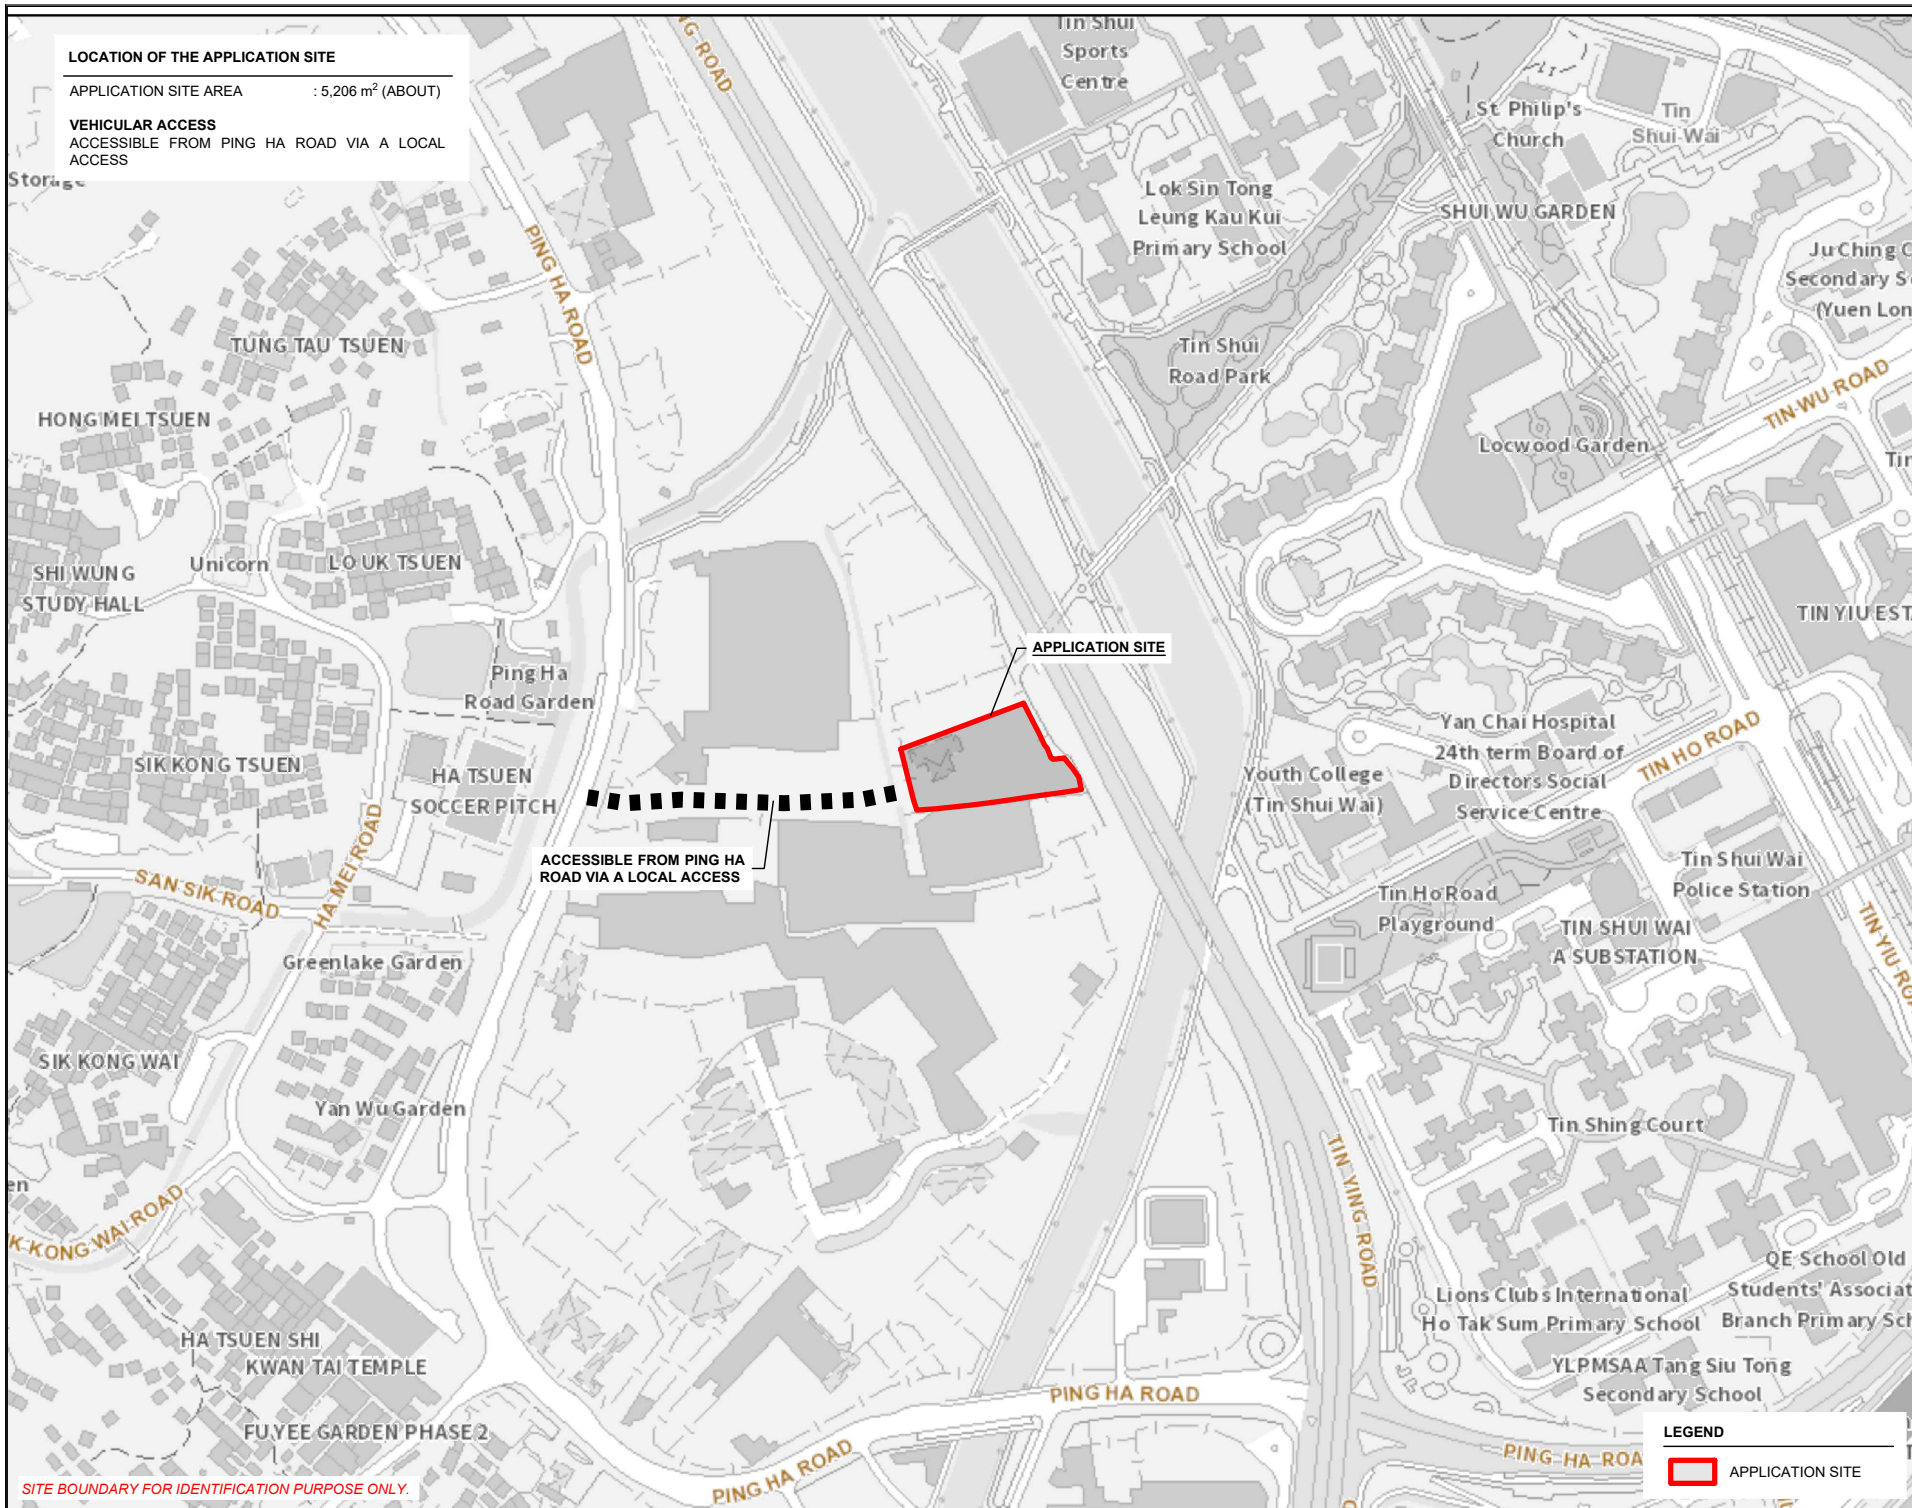 LOCATION OF THE APPLICATION SITE
APPLICATION SITE AREA : 5,206 m² (ABOUT)
VEHICULAR ACCESS
ACCESSIBLE FROM PING HA ROAD VIA A LOCAL
ACCESS
Storage
Tin Shui
Sports
Centre
St. Philip's
Church
Tin
Shui Wai
Lok Sin Tong
Leung Kau Kui
Primary School
SHUI WU GARDEN
Ju Ching
Secondary
(Yuen
PING HA ROAD
TUNG TAU TSUEN
Tin Shui
Road Park
TIN WU ROAD
HONG MEI TSUEN
Locwood Garden
Unicorn
LO UK TSUEN
SHI WUNG
STUDY HALL
TIN YIU
APPLICATION SITE
Ping Ha
Road Garden
Yan Chai Hospital
24th term Board of
Directors Social
Service Centre
TIN HO ROAD
SIK KONG TSUEN
HA TSUEN
SOCCER PITCH
Youth College
(Tin Shui Wai)
ACCESSIBLE FROM PING HA
ROAD VIA A LOCAL ACCESS
HA MEI ROAD
SAN SIK ROAD
Tin Shui Wai
Police Station
Tin Ho Road
Playground
TIN SHUI WAI
A SUBSTATION
TIN YIU
Greenlake Garden
SIK KONG WAI
Yan Wu Garden
Tin Shing Court
TIN YING ROAD
KONG WAI ROAD
QE School Old
Students'
Branch Primary
Lions Clubs International
Ho Tak Sum Primary School
HA TSUEN SHI
KWAN TAI TEMPLE
YLPMSAA Tang Siu Tong
Secondary School
PING HA ROAD
FU YEE GARDEN PHASE 2
PING HA ROAD
PING HA
LEGEND
APPLICATION SITE
SITE BOUNDARY FOR IDENTIFICATION PURPOSE ONLY.